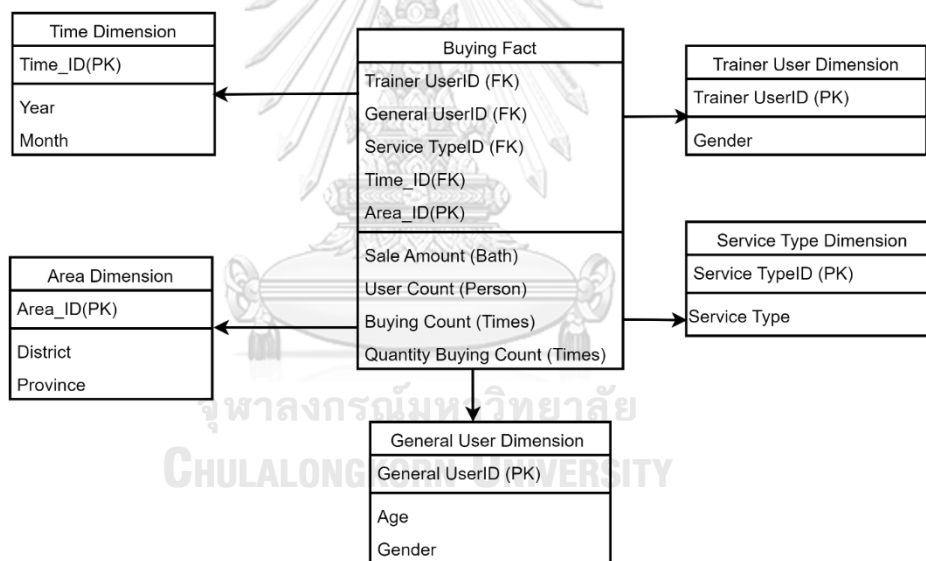 Time Dimension
Time_ID(PK)
Year
Month
Buying Fact
Trainer UserID (FK)
General UserID (FK)
Service TypeID (FK)
Time_ID(FK)
Area_ID(PK)
Sale Amount (Bath)
User Count (Person)
Buying Count (Times)
Quantity Buying Count (Times)
Trainer User Dimension
Trainer UserID (PK)
Gender
Area Dimension
Area_ID(PK)
District
Province
Service Type Dimension
Service TypeID (PK)
Service Type
จุฬาลงกรณ์มหาวิทยาลัย
CHULALONGKORN UNIVERSITY
General User Dimension
General UserID (PK)
Age
Gender